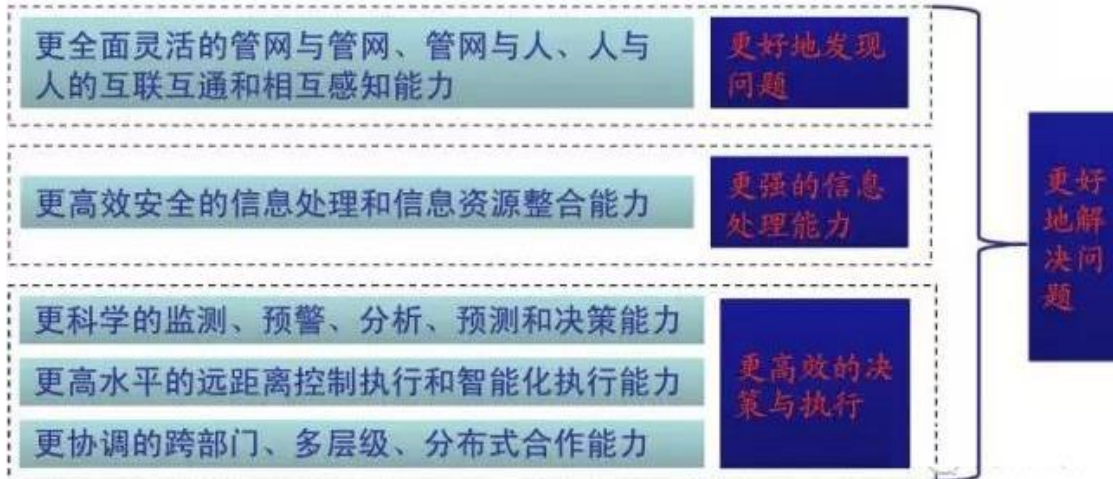 更全面灵活的管网与管网、管网与人、人与
人的互联互通和相互感知能力
更好地发现
问题
更高效安全的信息处理和信息资源整合能力
更强的信息
处理能力
更科学的监测、预警、分析、预测和决策能力
更高水平的远距离控制执行和智能化执行能力
更协调的跨部门、多层级、分布式合作能力
更高效的决
策与执行
更好
地解
决问
题